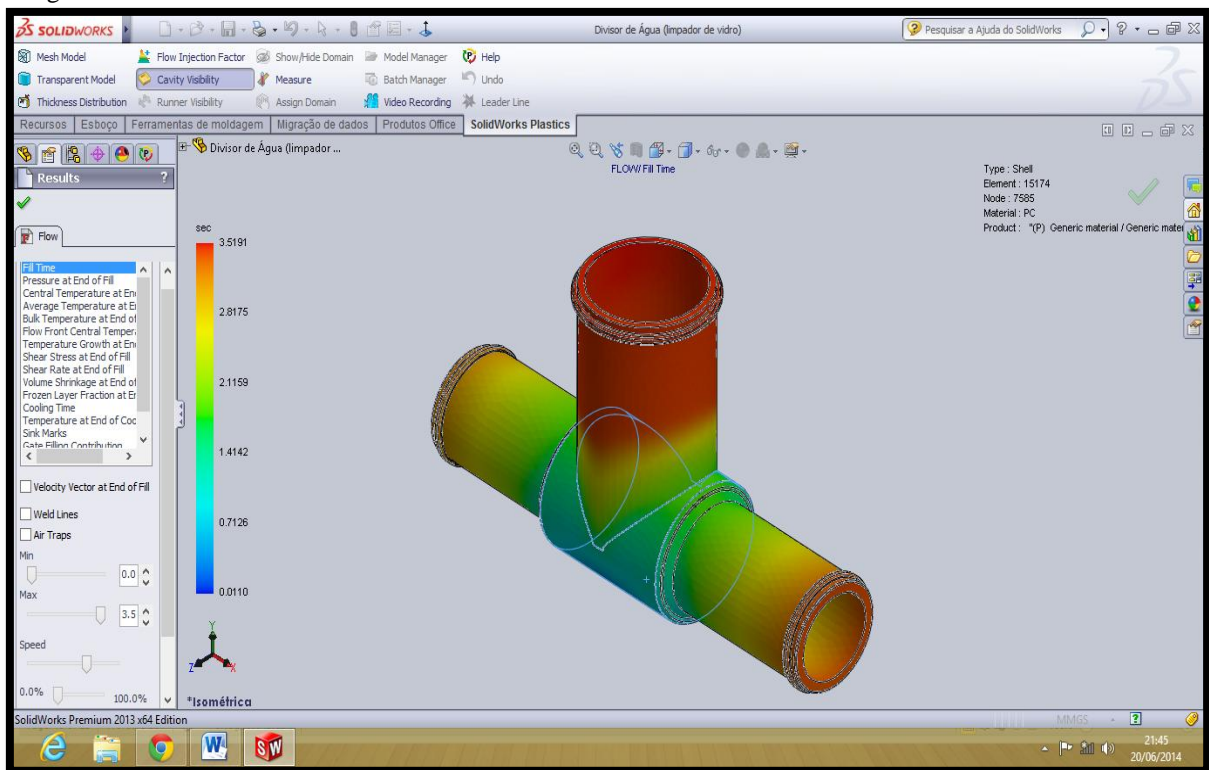 SOLIDWORKS
Divisor de Água (limpador de vidro)
Pesquisar a Ajuda do SolidWorks
?
Mesh Model
Flow Injection Factor
Show/Hide Domain
Model Manager
Help
Transparent Model
Cavity Visibility
Measure
Batch Manager
Undo
Thickness Distribution
Runner Visibility
Assign Domain
Video Recording
Leader Line
Recursos
Esboço
Ferramentas de moldagem
Migração de dados
Produtos Office
SolidWorks Plastics
Divisor de Água (limpador ...
Results
?
Flow
Fill Time
Pressure at End of Fill
Central Temperature at En
Average Temperature at E
Bulk Temperature at End of
Flow Front Central Temper
Temperature Growth at En
Shear Stress at End of Fill
Shear Rate at End of Fill
Volume Shrinkage at End of
Frozen Layer Fraction at Er
Cooling Time
Temperature at End of Coc
Sink Marks
Gate Filling Contribution
Velocity Vector at End of Fill
Weld Lines
Air Traps
Min
0.0
Max
3.5
Speed
0.0%
100.0%
FLOW/Fill Time
sec
3.5191
2.8175
2.1159
1.4142
0.7126
0.0110
Type : Shell
Element : 15174
Node : 7585
Material : PC
Product : "(P) Generic material / Generic mater
Y
Z
X
*Isométrica
SolidWorks Premium 2013 x64 Edition
MMGS
?
21:45
20/06/2014